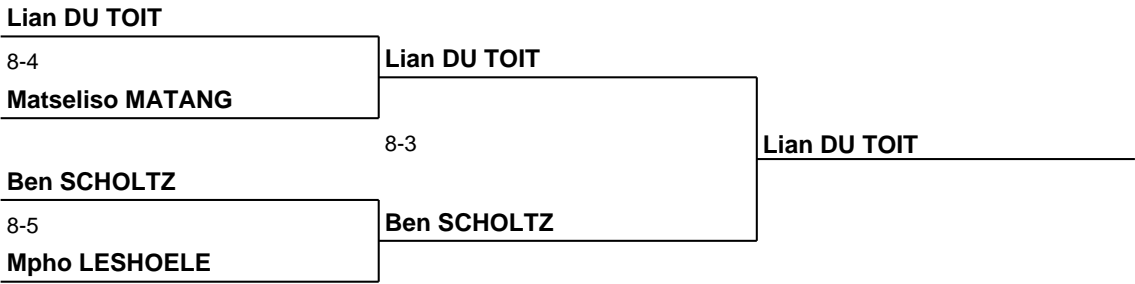 Lian DU TOIT
8-4
Lian DU TOIT
Matseliso MATANG
8-3
Lian DU TOIT
Ben SCHOLTZ
8-5
Ben SCHOLTZ
Mpho LESHOELE